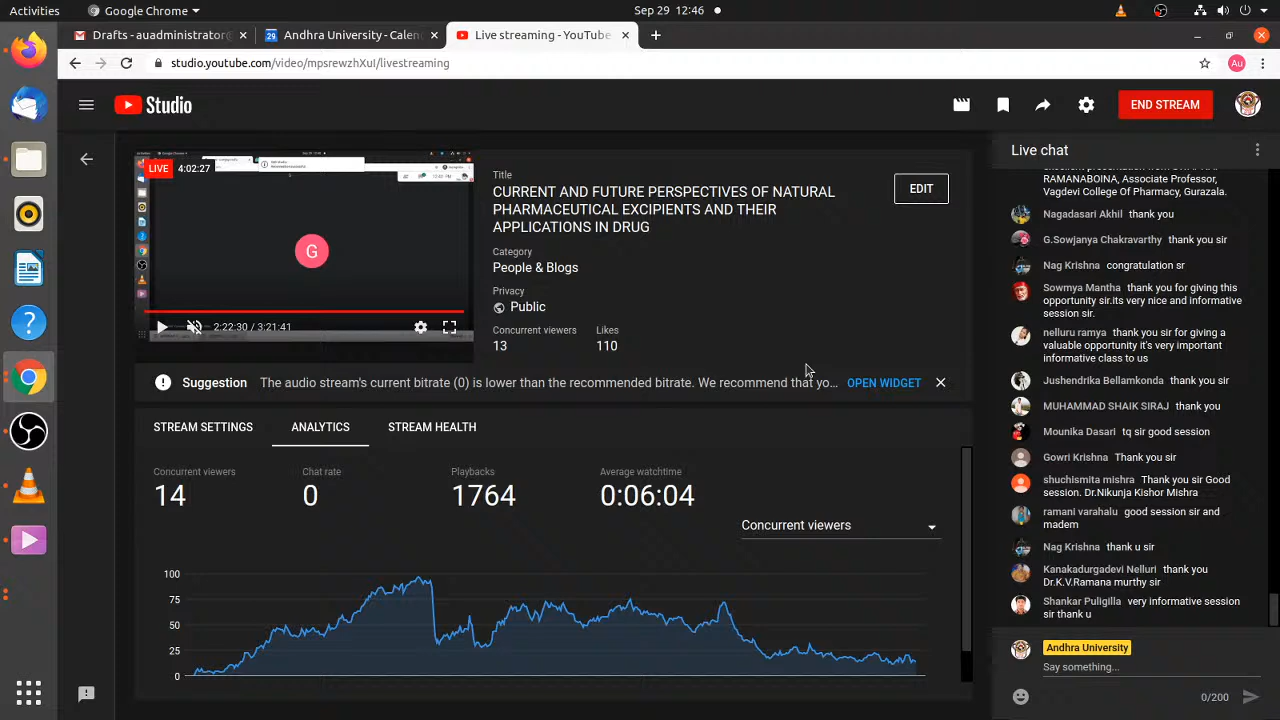 Activities
Google Chrome
Sep 29 12:46
Drafts - auadministrator@
Andhra University - Calen
Live streaming - YouTube
studio.youtube.com/video/mpsrewzhXuI/livestreaming
Au
Studio
END STREAM
LIVE 4:02:27
G
2:22:30 / 3:21:41
Title
CURRENT AND FUTURE PERSPECTIVES OF NATURAL
PHARMACEUTICAL EXCIPIENTS AND THEIR
APPLICATIONS IN DRUG
EDIT
Category
People & Blogs
Privacy
Public
Concurrent viewers Likes
13 110
Suggestion The audio stream's current bitrate (0) is lower than the recommended bitrate. We recommend that yo... OPEN WIDGET
STREAM SETTINGS ANALYTICS STREAM HEALTH
Concurrent viewers Chat rate Playbacks Average watchtime
14 0 1764 0:06:04
Concurrent viewers
100
75
50
25
0
Live chat
RAMANABOINA, Associate Professor,
Vagdevi College Of Pharmacy, Gurazala.
Nagadasari Akhil thank you
G.Sowjanya Chakravarthy thank you sir
Nag Krishna congratulation sr
Sowmya Mantha thank you for giving this
opportunity sir.its very nice and informative
session sir.
nelluru ramya thank you sir for giving a
valuable opportunity it's very important
informative class to us
Jushendrika Bellamkonda thank you sir
MUHAMMAD SHAIK SIRAJ thank you
Mounika Dasari tq sir good session
Gowri Krishna Thank you sir
shuchismita mishra Thank you sir Good
session. Dr.Nikunja Kishor Mishra
ramani varahalu good session sir and
madem
Nag Krishna thank u sir
Kanakadurgadevi Nelluri thank you
Dr.K.V.Ramana murthy sir
Shankar Puligilla very informative session
sir thank u
Andhra University
Say something...
0/200